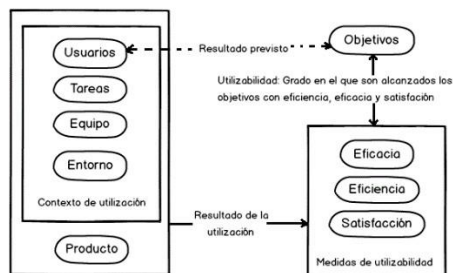 Usuarios
Tareas
Equipo
Entorno
Contexto de utilización
Producto
Resultado previsto
Objetivos
Utilizabilidad: Grado en el que son alcanzados los
objetivos con eficiencia, eficacia y satisfación
Resultado de la
utilización
Eficacia
Eficiencia
Satisfacción
Medidas de utilizabilidad